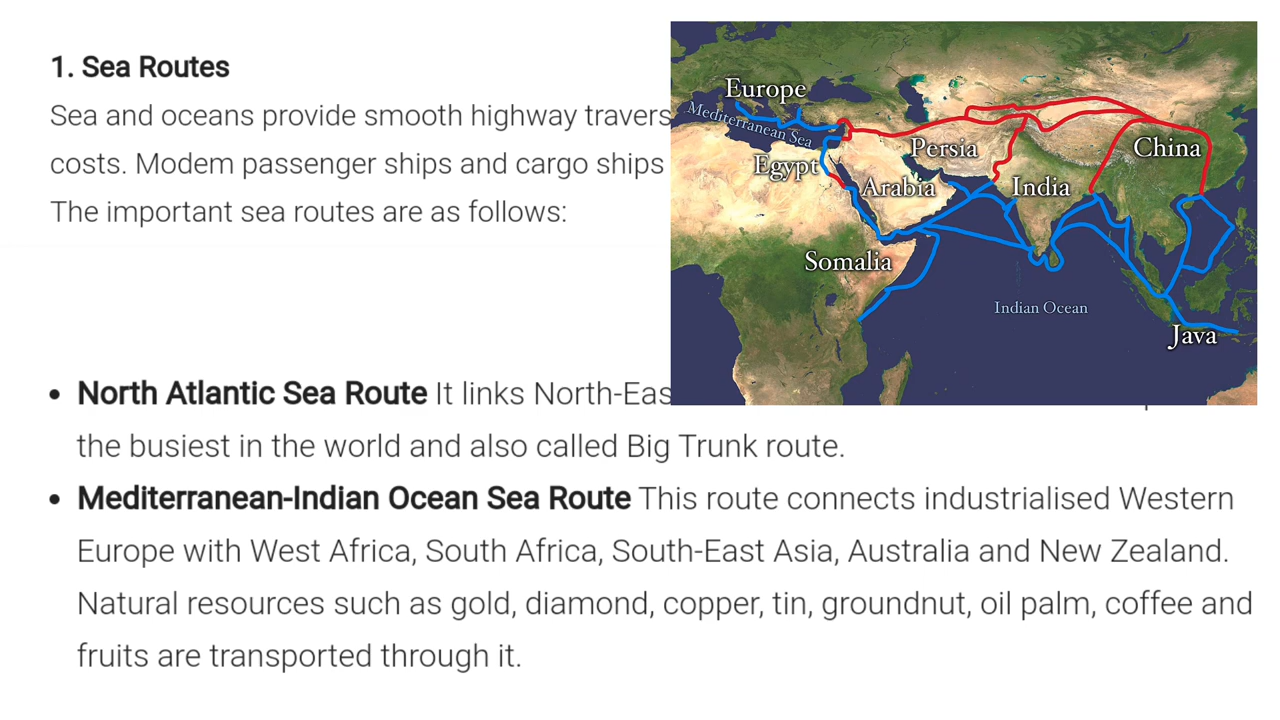 1. Sea Routes
Sea and oceans provide smooth highway travers
costs. Modem passenger ships and cargo ships
The important sea routes are as follows:
Europe
Mediterranean Sea
Egypt
Persia
China
Arabia
India
Somalia
Indian Ocean
Java
• North Atlantic Sea Route It links North-Eas
the busiest in the world and also called Big Trunk route.
• Mediterranean-Indian Ocean Sea Route This route connects industrialised Western
Europe with West Africa, South Africa, South-East Asia, Australia and New Zealand.
Natural resources such as gold, diamond, copper, tin, groundnut, oil palm, coffee and
fruits are transported through it.